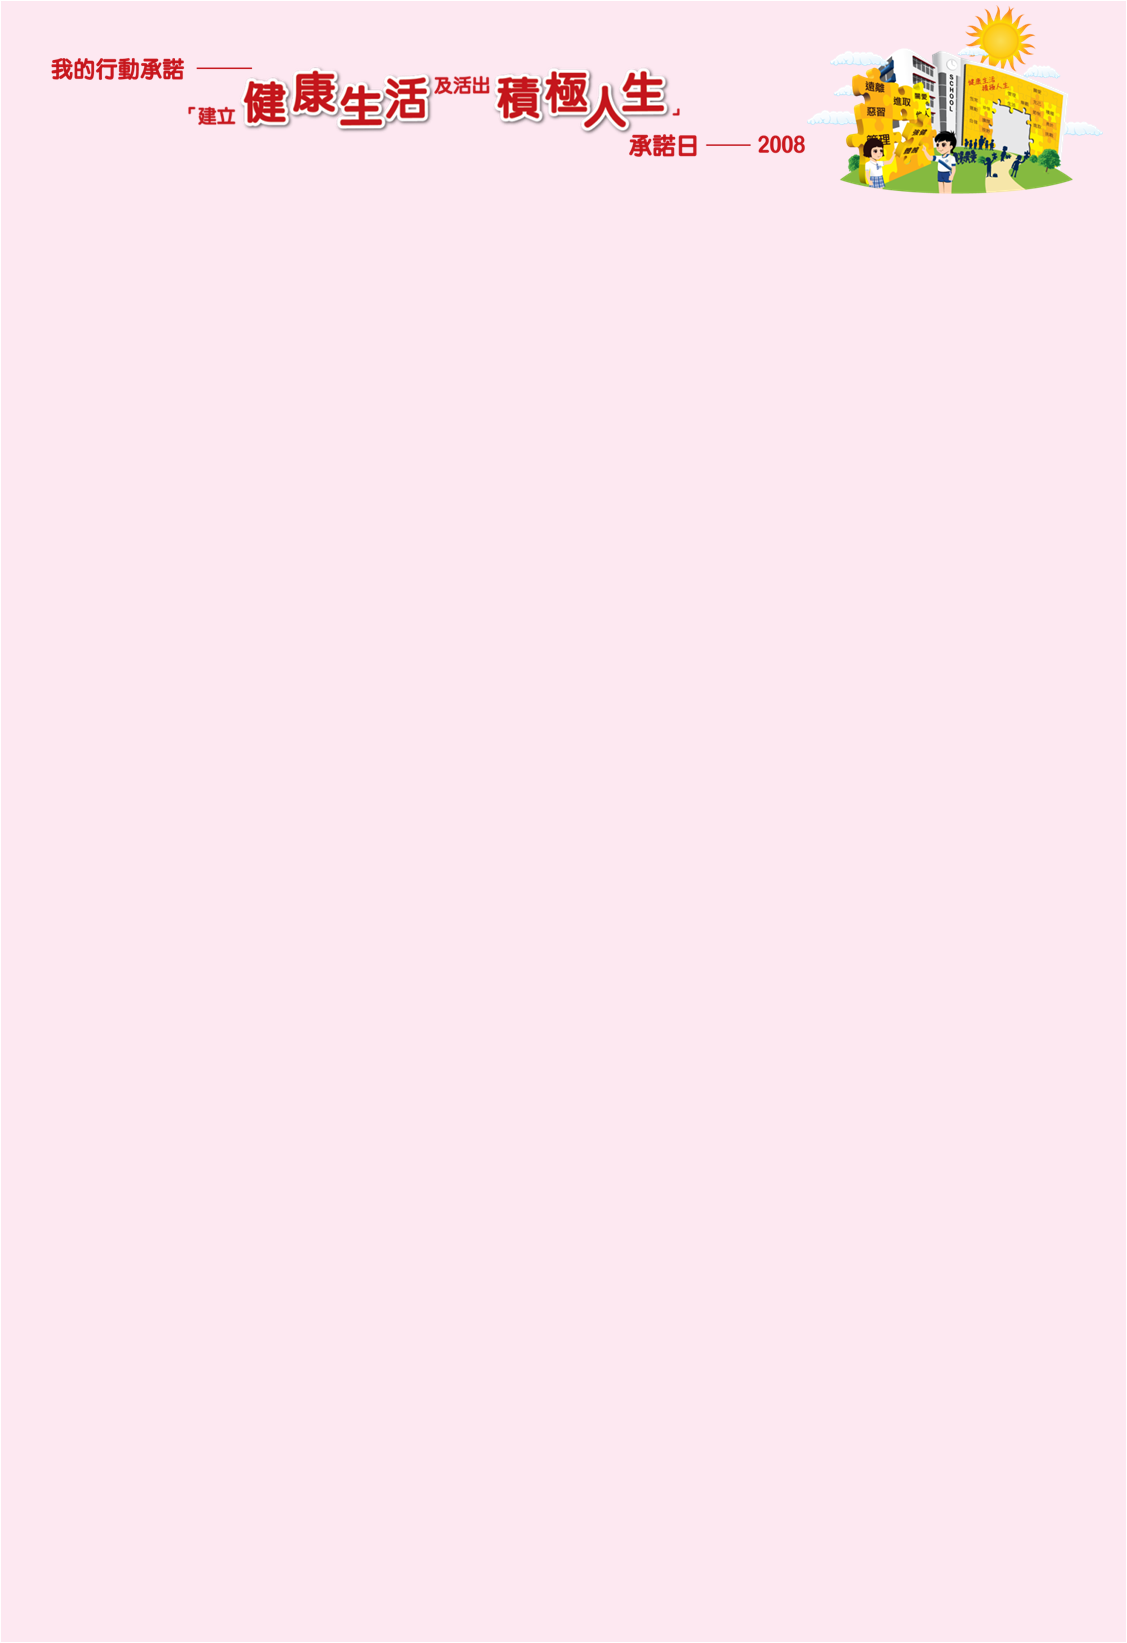 我的行動承諾 ——
「建立 健康生活 及活出 積極人生」
承諾日 —— 2008
遠離
惡習
進取
管理
SCHOOL
健康生活
積極人生